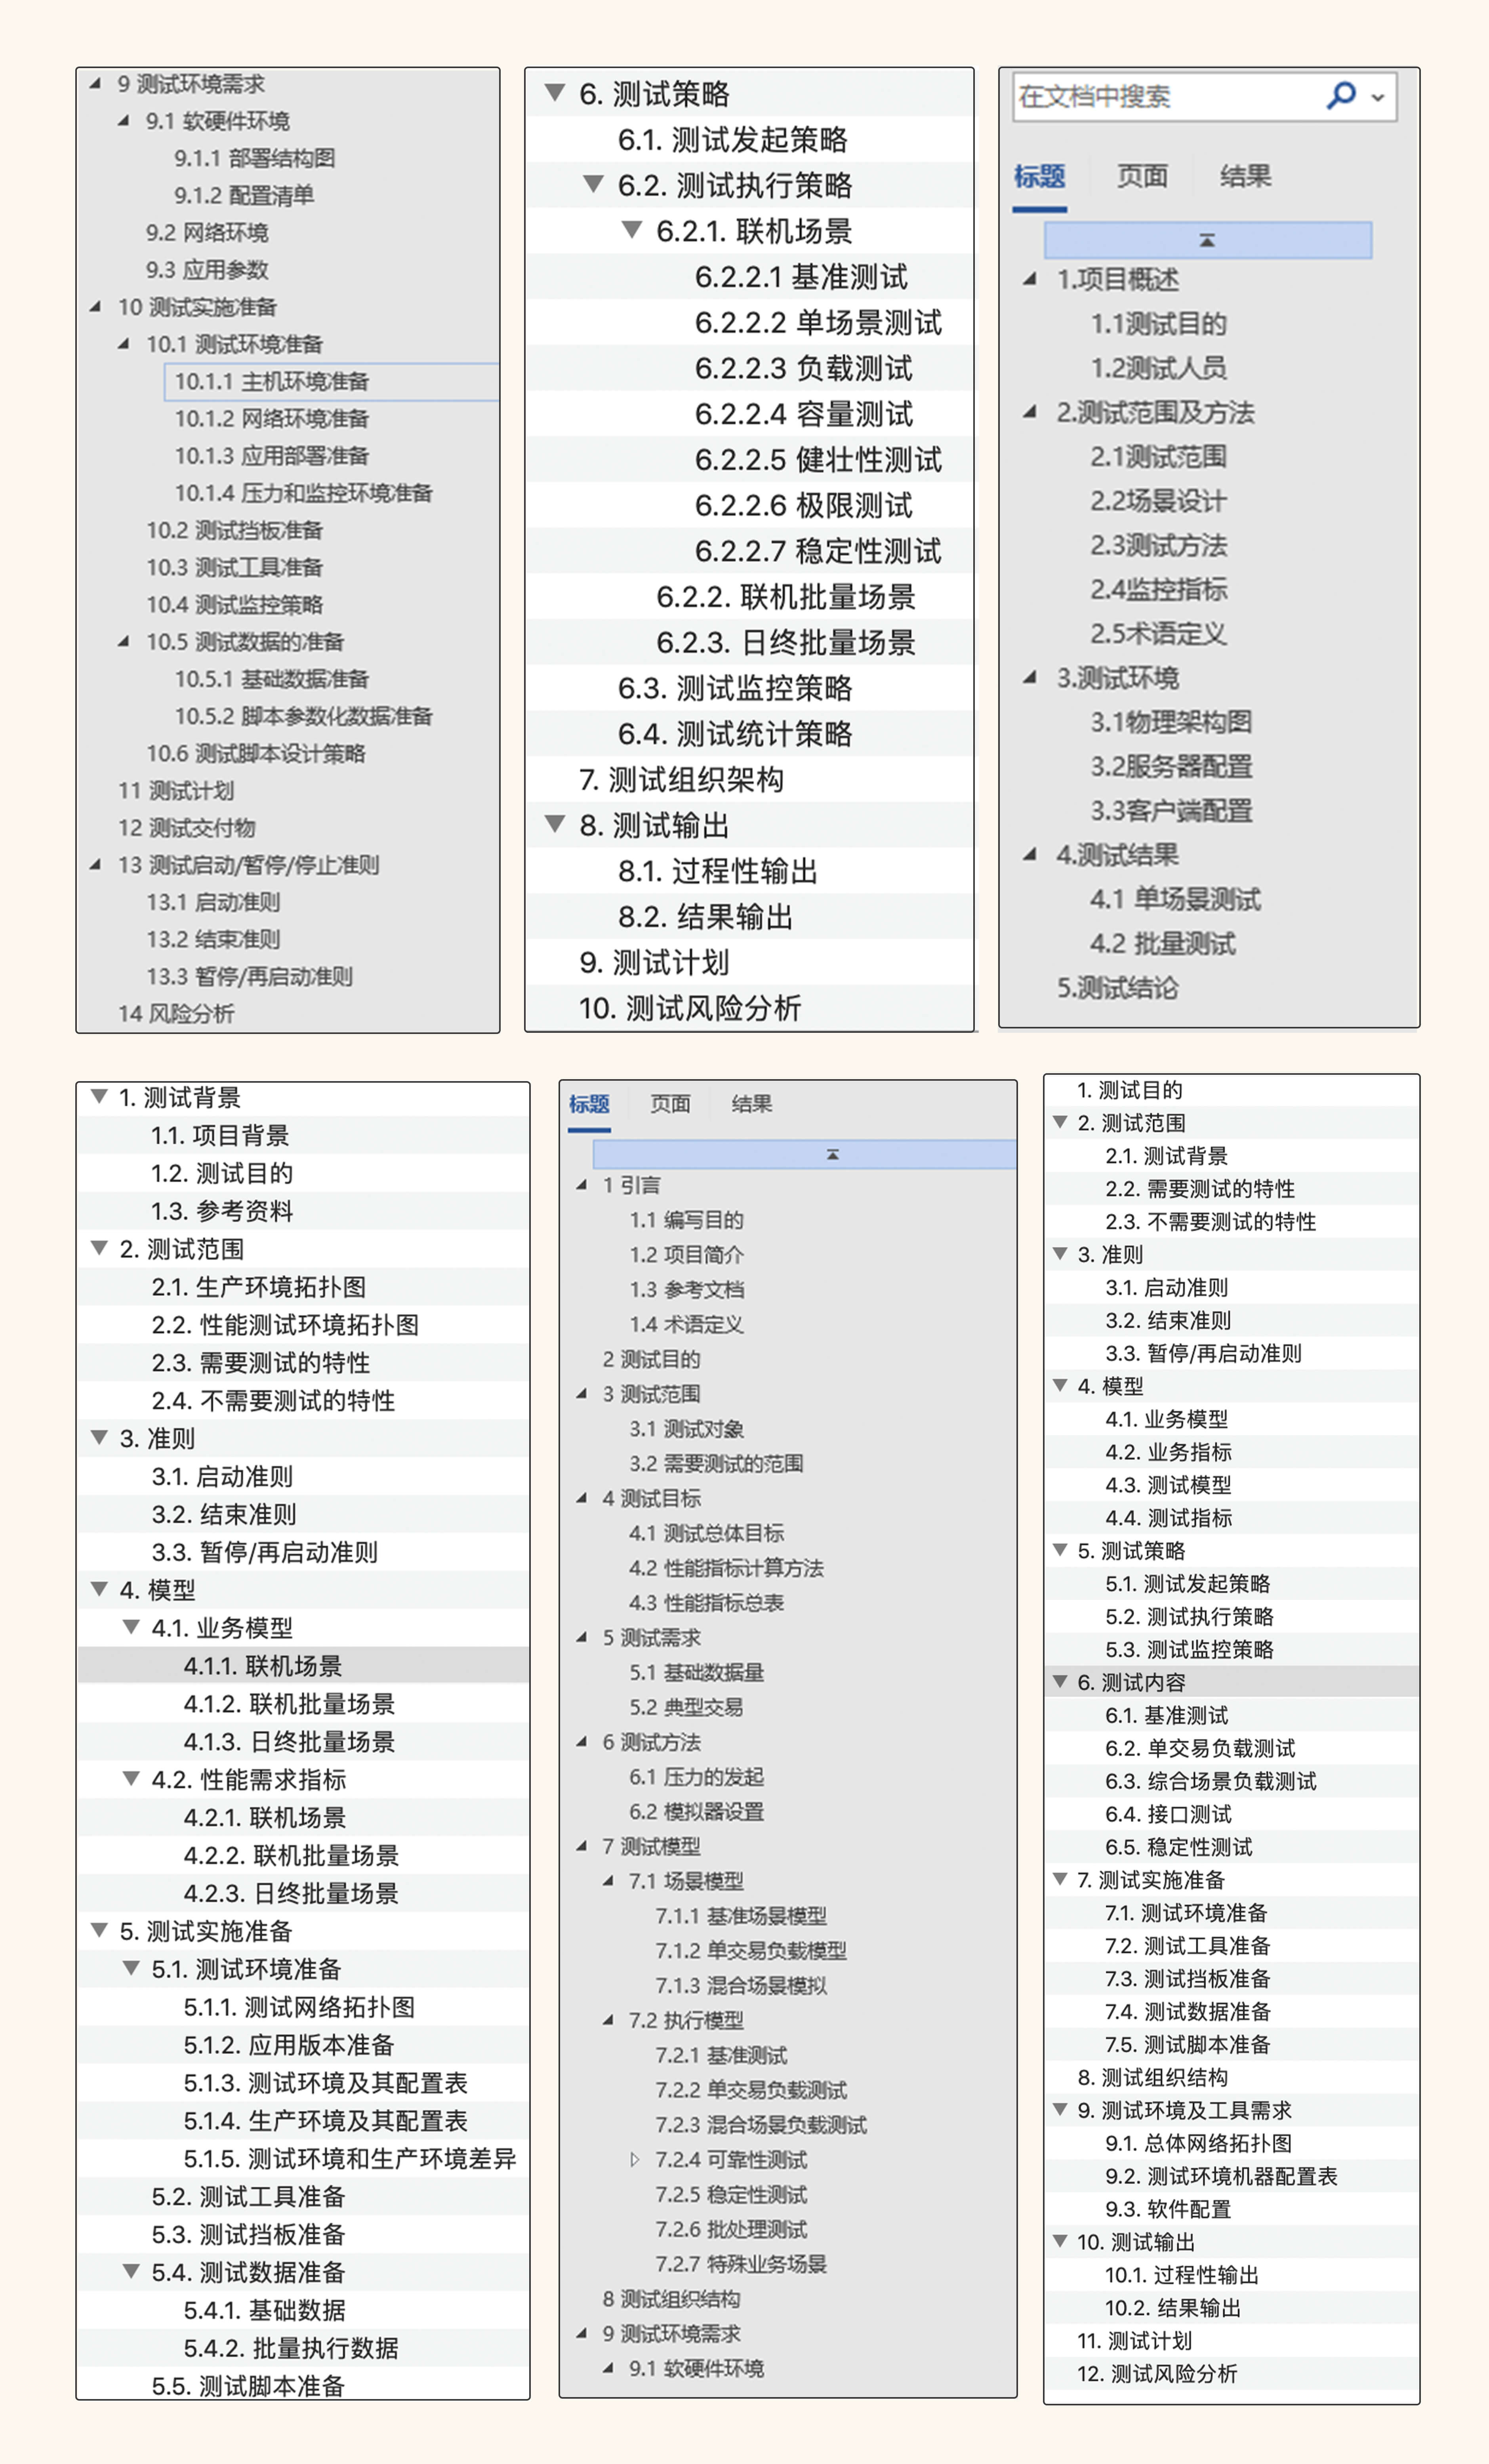 9 测试环境需求
9.1 软硬件环境
9.1.1 部署结构图
9.1.2 配置清单
9.2 网络环境
9.3 应用参数
10 测试实施准备
10.1 测试环境准备
10.1.1 主机环境准备
10.1.2 网络环境准备
10.1.3 应用部署准备
10.1.4 压力和监控环境准备
10.2 测试挡板准备
10.3 测试工具准备
10.4 测试监控策略
10.5 测试数据的准备
10.5.1 基础数据准备
10.5.2 脚本参数化数据准备
10.6 测试脚本设计策略
11 测试计划
12 测试交付物
13 测试启动/暂停/停止准则
13.1 启动准则
13.2 结束准则
13.3 暂停/再启动准则
14 风险分析
6. 测试策略
6.1. 测试发起策略
6.2. 测试执行策略
6.2.1. 联机场景
6.2.2.1 基准测试
6.2.2.2 单场景测试
6.2.2.3 负载测试
6.2.2.4 容量测试
6.2.2.5 健壮性测试
6.2.2.6 极限测试
6.2.2.7 稳定性测试
6.2.2. 联机批量场景
6.2.3. 日终批量场景
6.3. 测试监控策略
6.4. 测试统计策略
7. 测试组织架构
8. 测试输出
8.1. 过程性输出
8.2. 结果输出
9. 测试计划
10. 测试风险分析
在文档中搜索
标题 页面 结果
1.项目概述
1.1测试目的
1.2测试人员
2.测试范围及方法
2.1测试范围
2.2场景设计
2.3测试方法
2.4监控指标
2.5术语定义
3.测试环境
3.1物理架构图
3.2服务器配置
3.3客户端配置
4.测试结果
4.1 单场景测试
4.2 批量测试
5.测试结论
1. 测试背景
1.1. 项目背景
1.2. 测试目的
1.3. 参考资料
2. 测试范围
2.1. 生产环境拓扑图
2.2. 性能测试环境拓扑图
2.3. 需要测试的特性
2.4. 不需要测试的特性
3. 准则
3.1. 启动准则
3.2. 结束准则
3.3. 暂停/再启动准则
4. 模型
4.1. 业务模型
4.1.1. 联机场景
4.1.2. 联机批量场景
4.1.3. 日终批量场景
4.2. 性能需求指标
4.2.1. 联机场景
4.2.2. 联机批量场景
4.2.3. 日终批量场景
5. 测试实施准备
5.1. 测试环境准备
5.1.1. 测试网络拓扑图
5.1.2. 应用版本准备
5.1.3. 测试环境及其配置表
5.1.4. 生产环境及其配置表
5.1.5. 测试环境和生产环境差异
5.2. 测试工具准备
5.3. 测试挡板准备
5.4. 测试数据准备
5.4.1. 基础数据
5.4.2. 批量执行数据
5.5. 测试脚本准备
标题 页面 结果
1 引言
1.1 编写目的
1.2 项目简介
1.3 参考文档
1.4 术语定义
2 测试目的
3 测试范围
3.1 测试对象
3.2 需要测试的范围
4 测试目标
4.1 测试总体目标
4.2 性能指标计算方法
4.3 性能指标总表
5 测试需求
5.1 基础数据量
5.2 典型交易
6 测试方法
6.1 压力的发起
6.2 模拟器设置
7 测试模型
7.1 场景模型
7.1.1 基准场景模型
7.1.2 单交易负载模型
7.1.3 混合场景模拟
7.2 执行模型
7.2.1 基准测试
7.2.2 单交易负载测试
7.2.3 混合场景负载测试
7.2.4 可靠性测试
7.2.5 稳定性测试
7.2.6 批处理测试
7.2.7 特殊业务场景
8 测试组织结构
9 测试环境需求
9.1 软硬件环境
1. 测试目的
2. 测试范围
2.1. 测试背景
2.2. 需要测试的特性
2.3. 不需要测试的特性
3. 准则
3.1. 启动准则
3.2. 结束准则
3.3. 暂停/再启动准则
4. 模型
4.1. 业务模型
4.2. 业务指标
4.3. 测试模型
4.4. 测试指标
5. 测试策略
5.1. 测试发起策略
5.2. 测试执行策略
5.3. 测试监控策略
6. 测试内容
6.1. 基准测试
6.2. 单交易负载测试
6.3. 综合场景负载测试
6.4. 接口测试
6.5. 稳定性测试
7. 测试实施准备
7.1. 测试环境准备
7.2. 测试工具准备
7.3. 测试挡板准备
7.4. 测试数据准备
7.5. 测试脚本准备
8. 测试组织结构
9. 测试环境及工具需求
9.1. 总体网络拓扑图
9.2. 测试环境机器配置表
9.3. 软件配置
10. 测试输出
10.1. 过程性输出
10.2. 结果输出
11. 测试计划
12. 测试风险分析